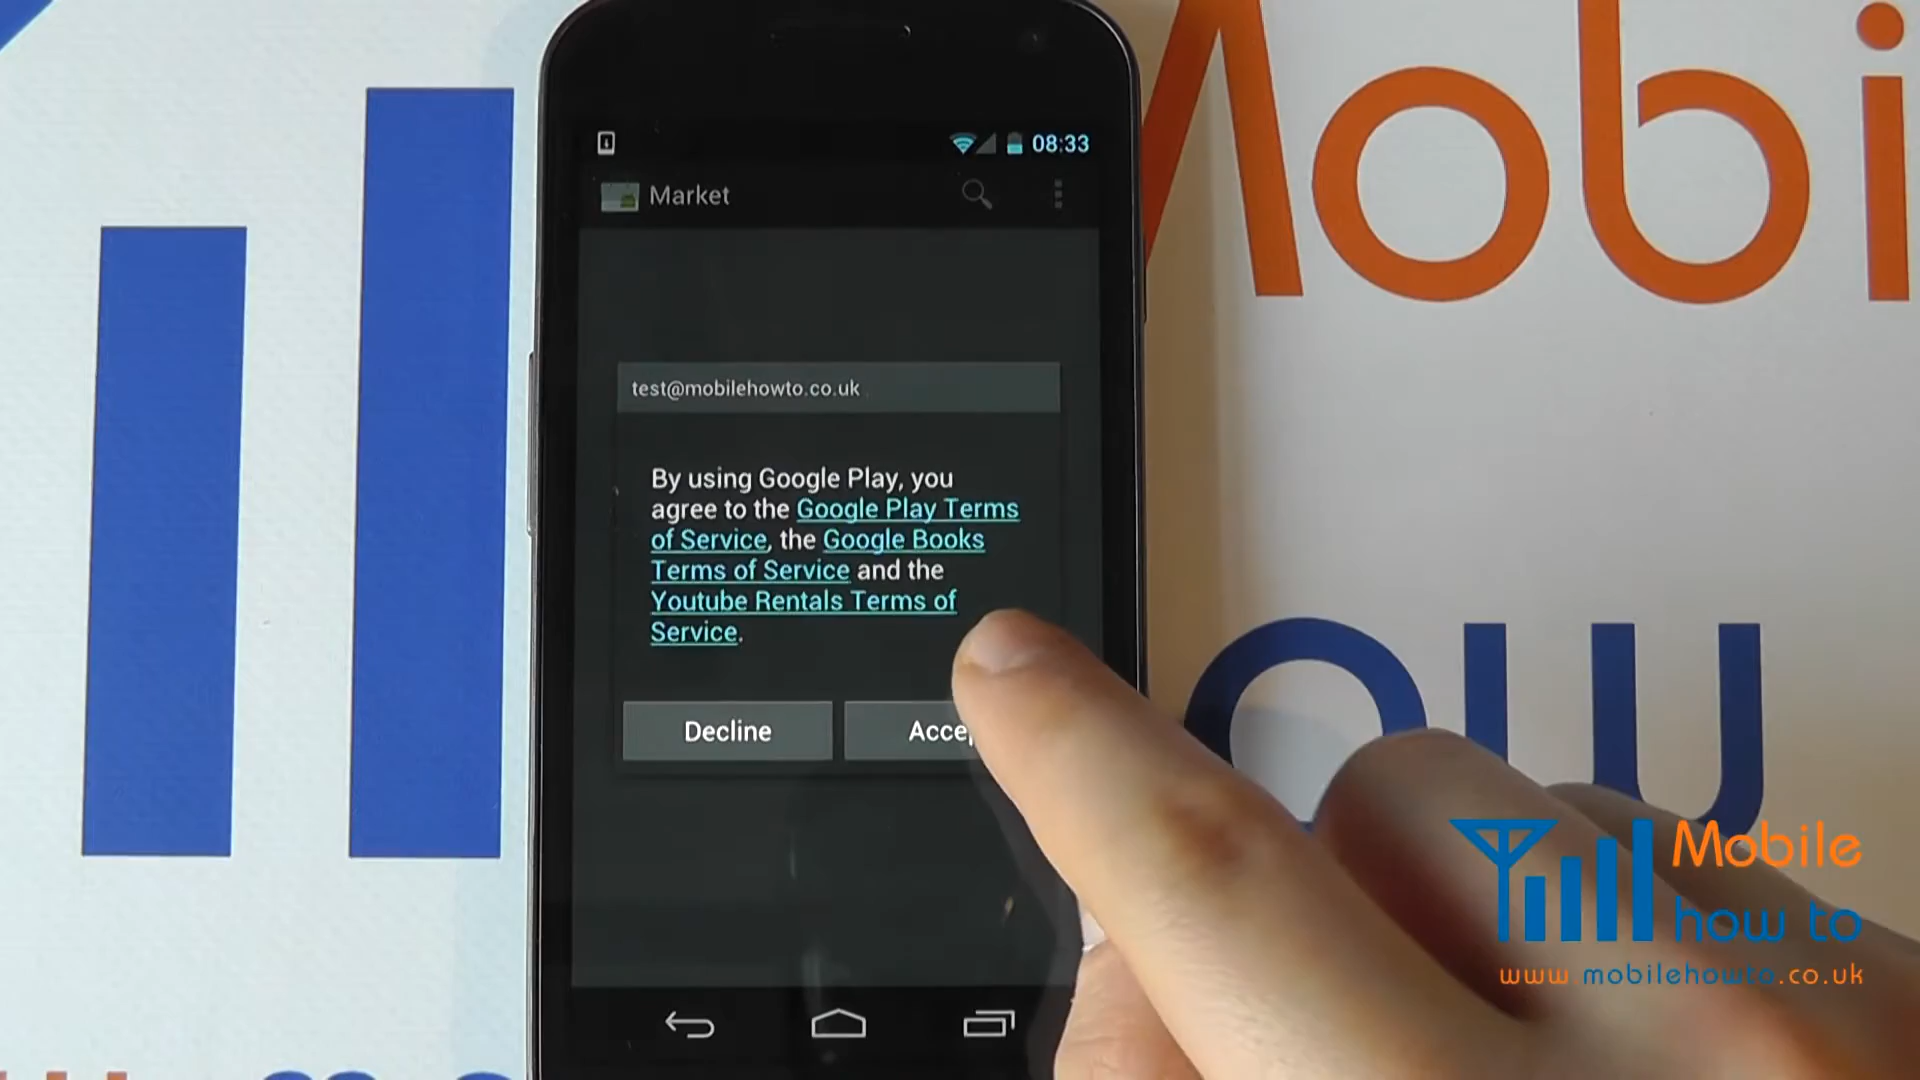 Mobi
08:33
Market
test@mobilehowto.co.uk
By using Google Play, you
agree to the Google Play Terms
of Service, the Google Books
Terms of Service and the
Youtube Rentals Terms of
Service.
Decline
Mobile
how to
www.mobilehowto.co.uk